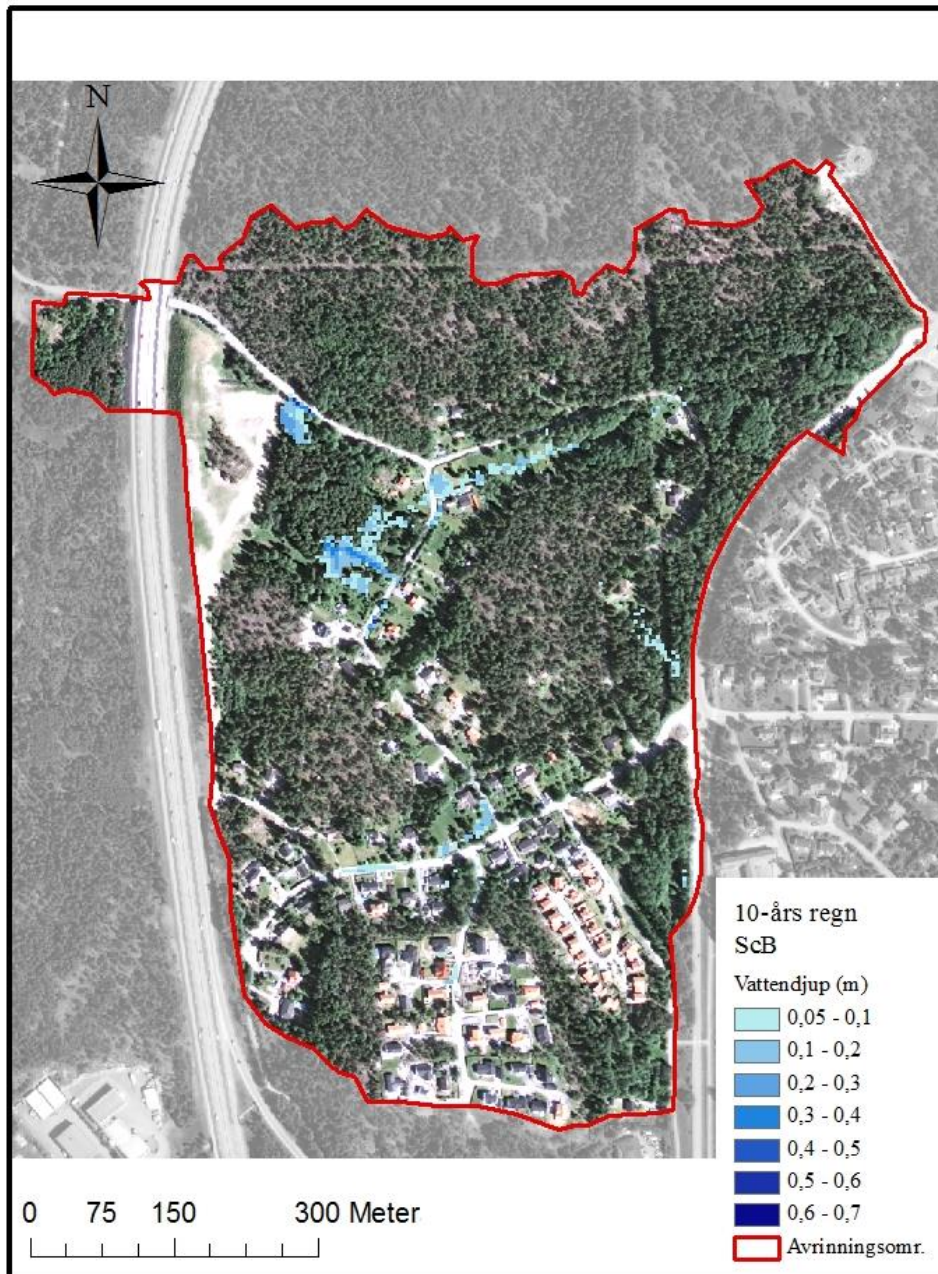 N
10-års regn
ScB
Vattendjup (m)
0,05 - 0,1
0,1 - 0,2
0,2 - 0,3
0,3 - 0,4
0,4 - 0,5
0,5 - 0,6
0,6 - 0,7
Avrinningsomr.
0 75 150 300 Meter